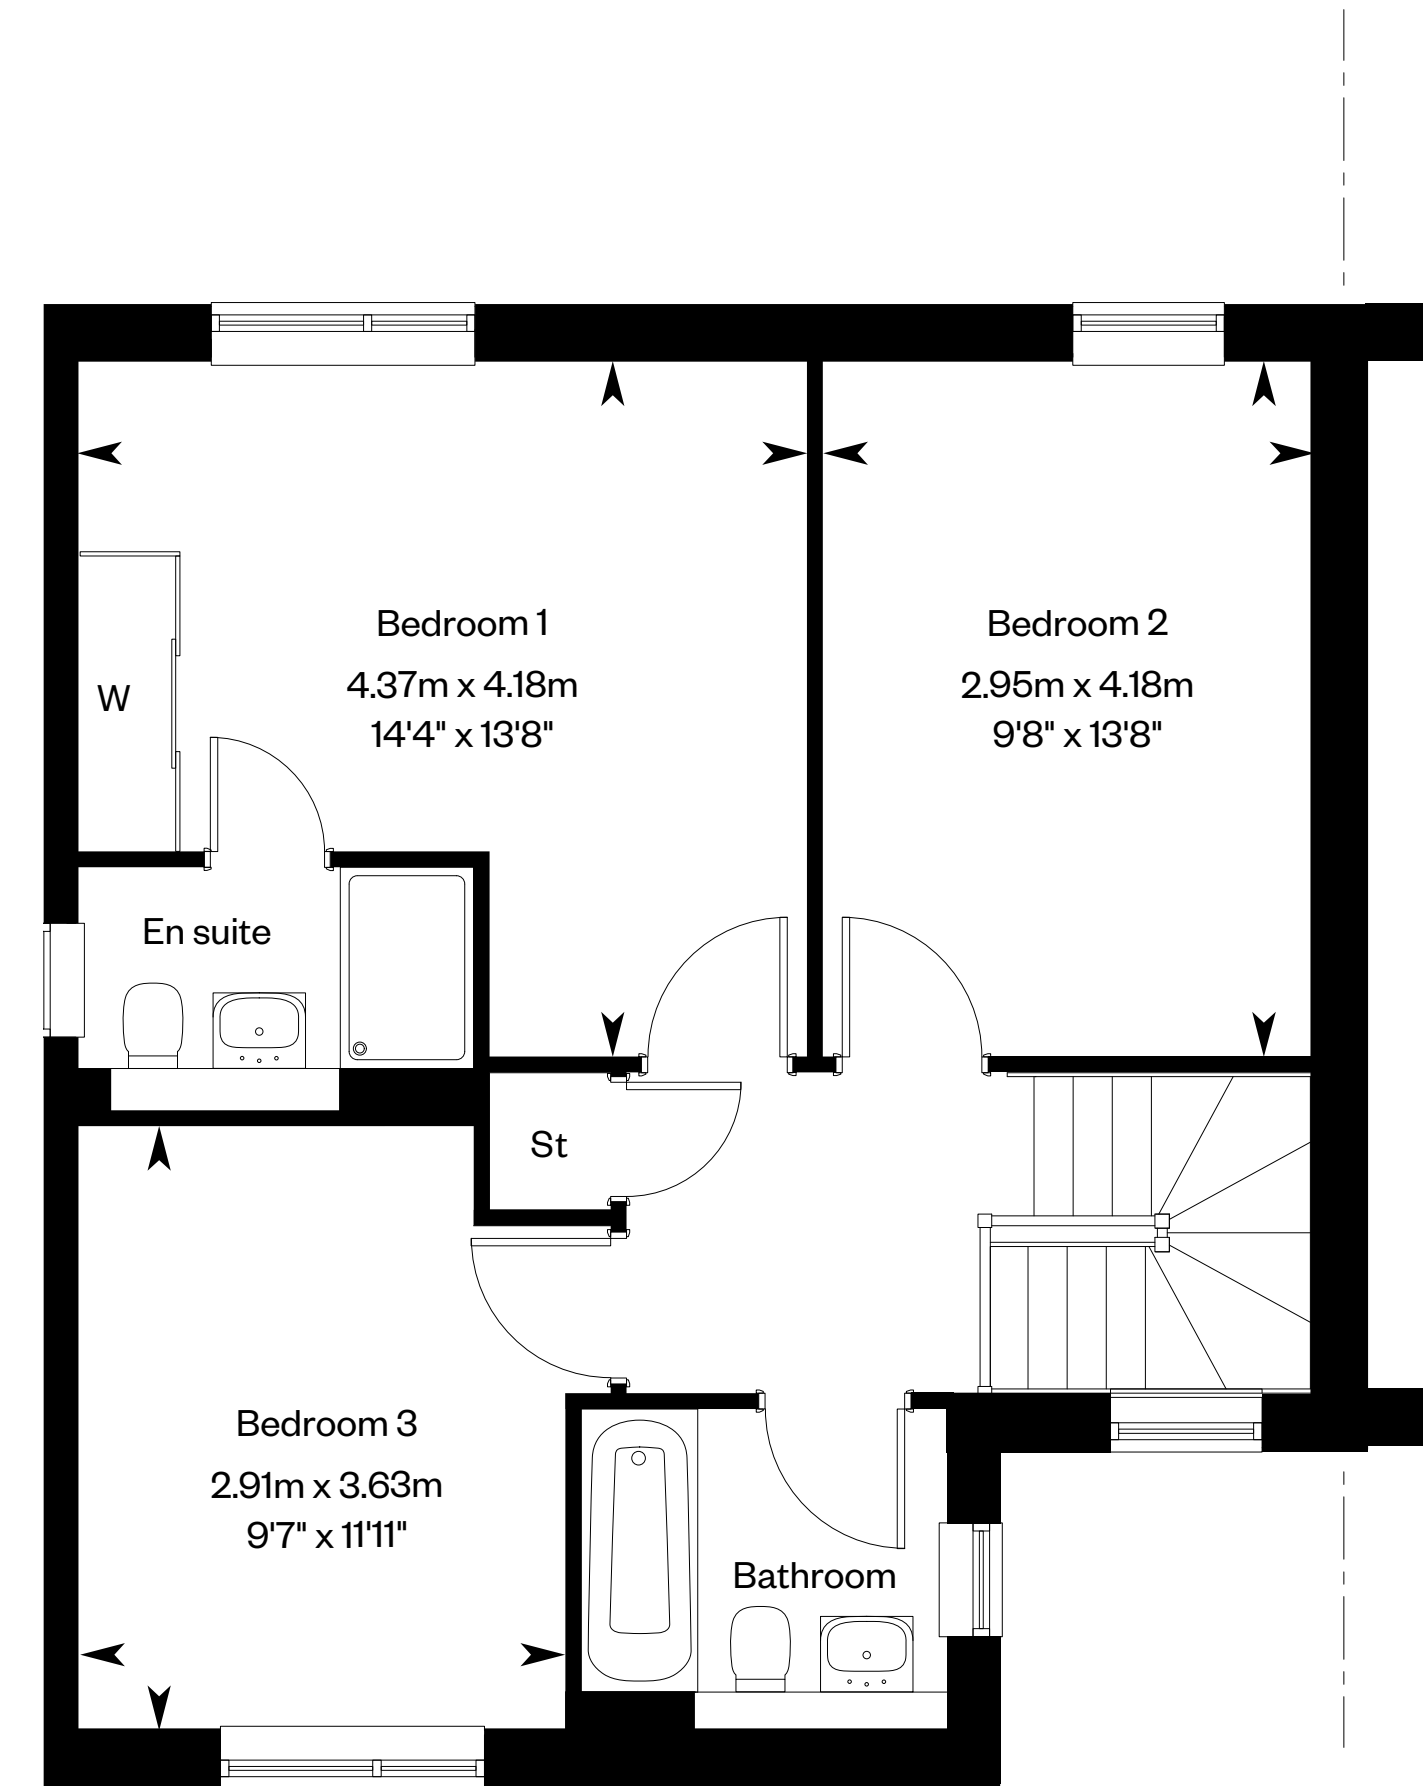 Bedroom 1
4.37m x 4.18m
14'4" x 13'8"
Bedroom 2
2.95m x 4.18m
9'8" x 13'8"
W
En suite
St
Bedroom 3
2.91m x 3.63m
9'7" x 11'11"
Bathroom